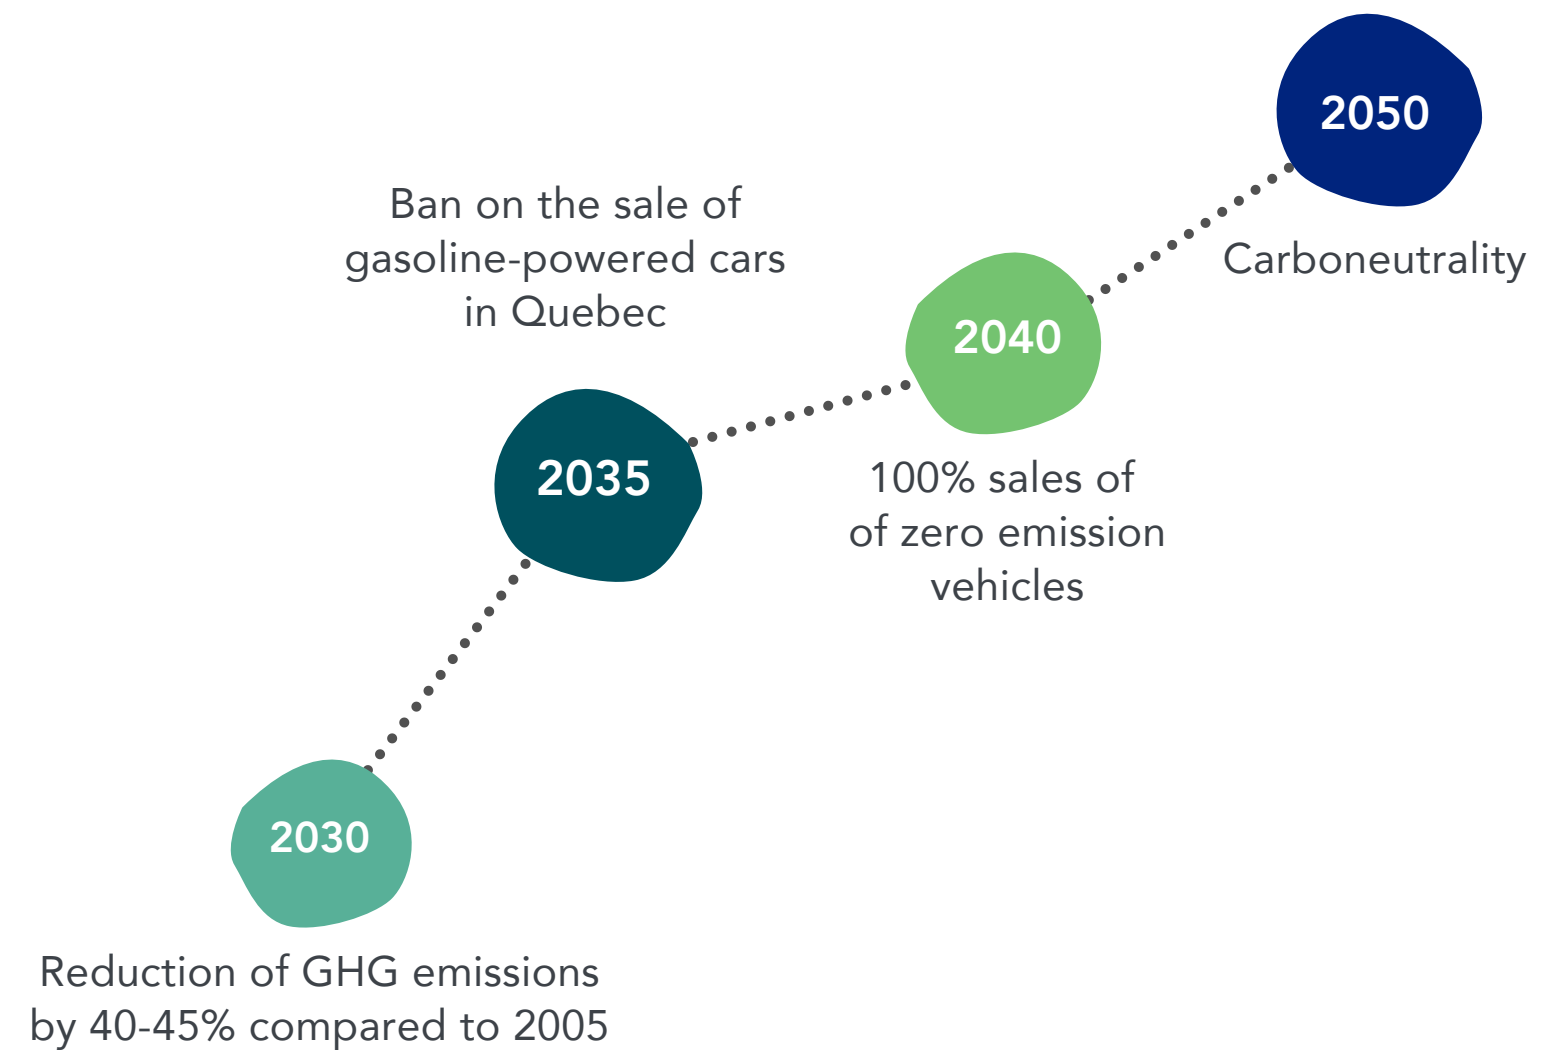 2050
Carboneutrality
Ban on the sale of
gasoline-powered cars
in Quebec
2040
100% sales of
of zero emission
vehicles
2035
2030
Reduction of GHG emissions
by 40-45% compared to 2005